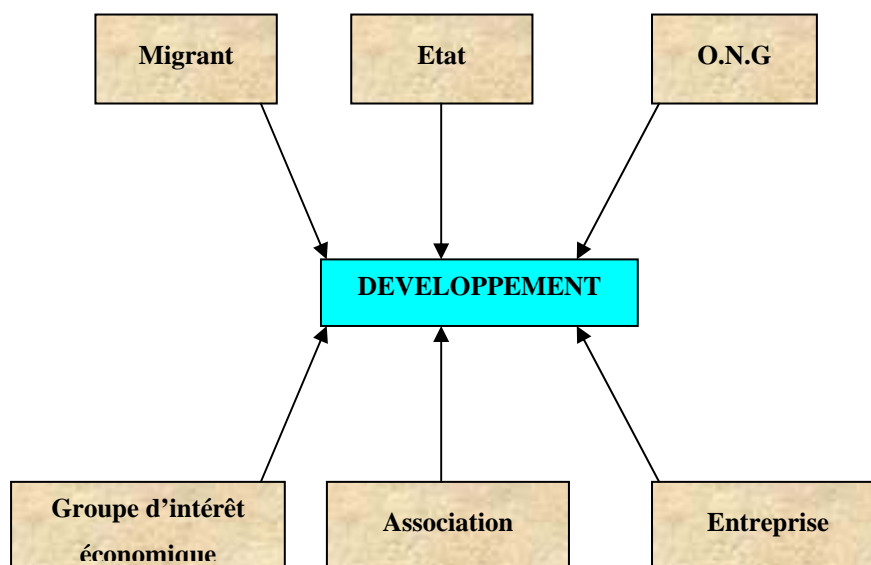 Migrant
Etat
O.N.G
DEVELOPPEMENT
Groupe d’intérêt
économique
Association
Entreprise